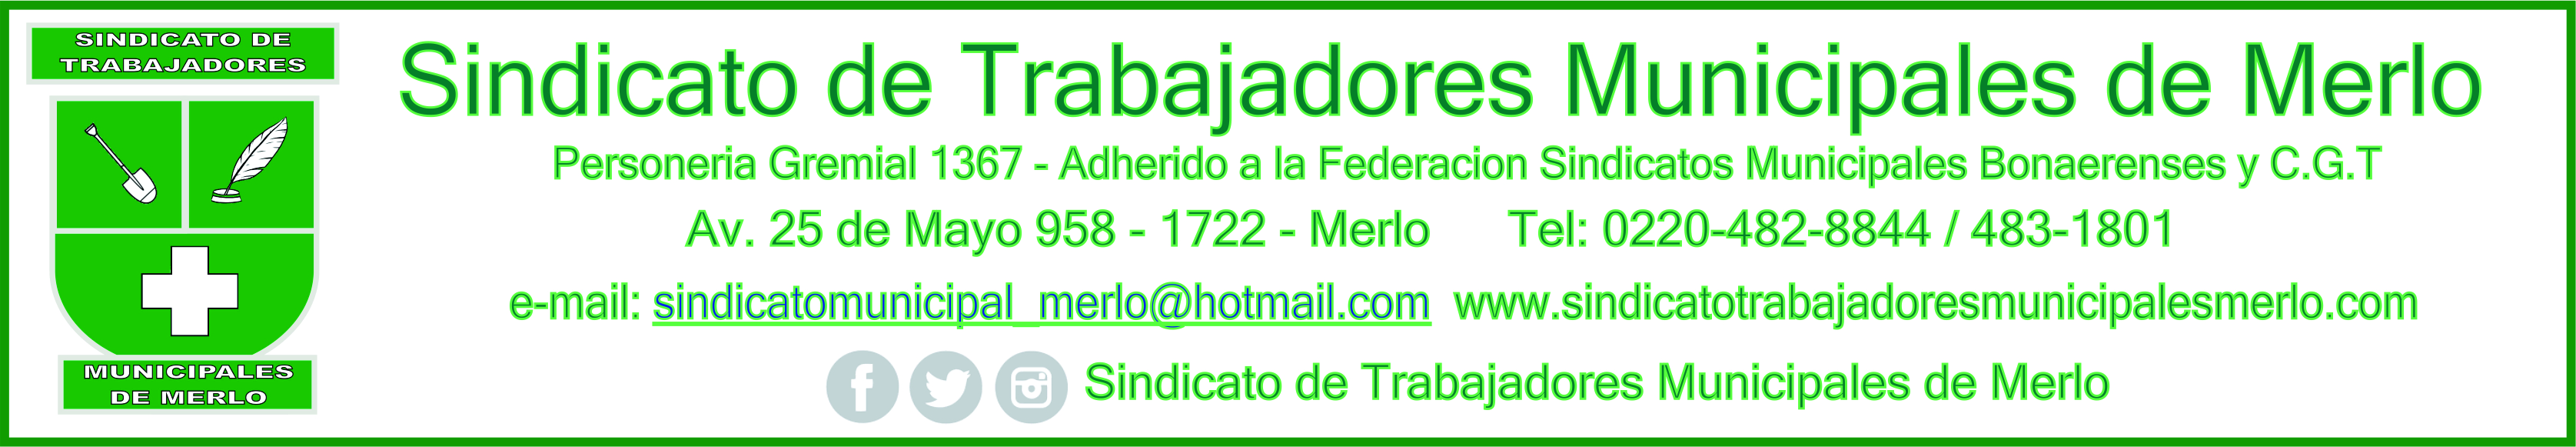 SINDICATO DE
TRABAJADORES
MUNICIPALES
DE MERLO
Sindicato de Trabajadores Municipales de Merlo
Personeria Gremial 1367 - Adherido a la Federacion Sindicatos Municipales Bonaerenses y C.G.T
Av. 25 de Mayo 958 - 1722 - Merlo Tel: 0220-482-8844 / 483-1801
e-mail: sindicatomunicipal_merlo@hotmail.com www.sindicatotrabajadoresmunicipalesmerlo.com
Sindicato de Trabajadores Municipales de Merlo